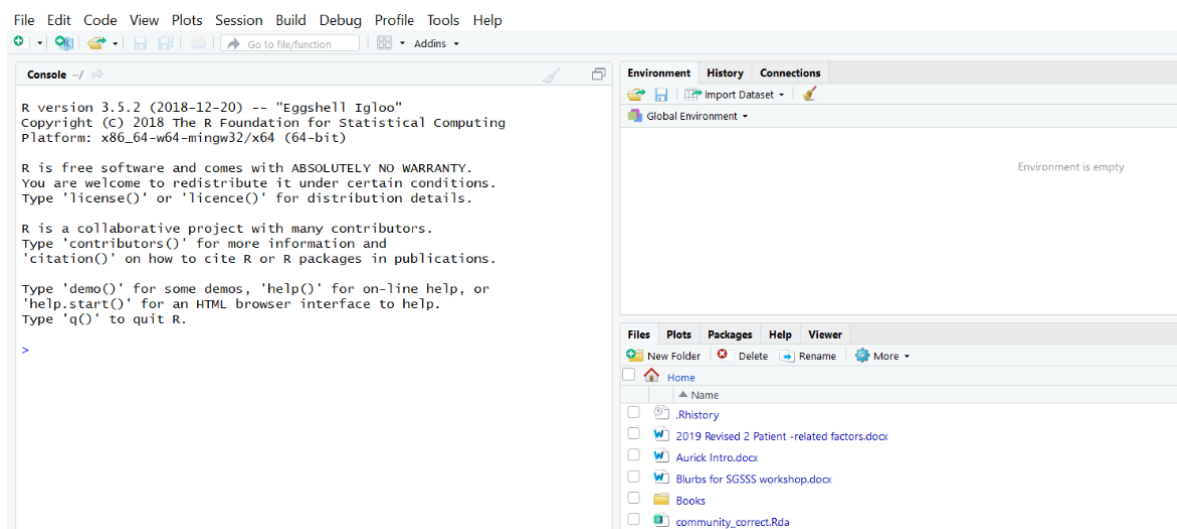 File Edit Code View Plots Session Build Debug Profile Tools Help
Go to file/function Addins
Console ~/
R version 3.5.2 (2018-12-20) -- "Eggshell Igloo"
Copyright (C) 2018 The R Foundation for Statistical Computing
Platform: x86_64-w64-mingw32/x64 (64-bit)
R is free software and comes with ABSOLUTELY NO WARRANTY.
You are welcome to redistribute it under certain conditions.
Type 'license()' or 'licence()' for distribution details.
R is a collaborative project with many contributors.
Type 'contributors()' for more information and
'citation()' on how to cite R or R packages in publications.
Type 'demo()' for some demos, 'help()' for on-line help, or
'help.start()' for an HTML browser interface to help.
Type 'q()' to quit R.
>
Environment History Connections
Import Dataset
Global Environment
Environment is empty
Files Plots Packages Help Viewer
New Folder Delete Rename More
Home
Name
.Rhistory
2019 Revised 2 Patient -related factors.docx
Aurick Intro.docx
Blurbs for SGSSS workshop.docx
Books
community_correct.Rda